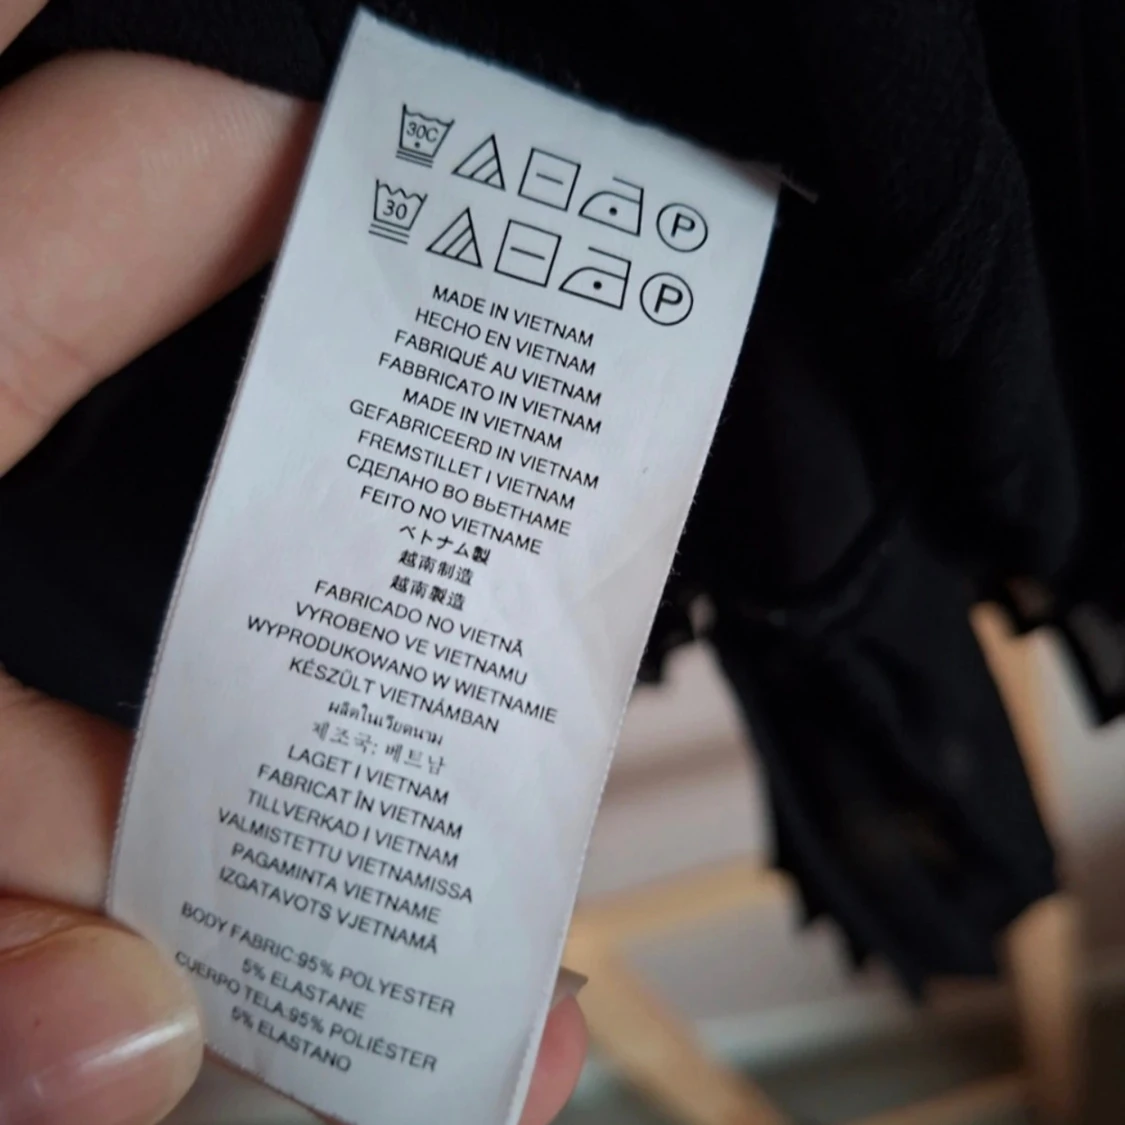 30C P
30 P
MADE IN VIETNAM
HECHO EN VIETNAM
FABRIQUÉ AU VIETNAM
FABBRICATO IN VIETNAM
MADE IN VIETNAM
GEFABRICEERD IN VIETNAM
FREMSTILLET I VIETNAM
СДЕЛАНО ВО ВЬЕТНАМЕ
FEITO NO VIETNAME
ベトナム製
越南制造
越南製造
FABRICADO NO VIETNÃ
VYROBENO VE VIETNAMU
WYPRODUKOWANO W WIETNAMIE
KÉSZÜLT VIETNÁMBAN
ผลิตในเวียดนาม
제조국: 베트남
LAGET I VIETNAM
FABRICAT ÎN VIETNAM
TILLVERKAD I VIETNAM
VALMISTETTU VIETNAMISSA
PAGAMINTA VIETNAME
IZGATAVOTS VJETNAMĀ
BODY FABRIC:95% POLYESTER
5% ELASTANE
CUERPO TELA:95% POLIÉSTER
5% ELASTANO